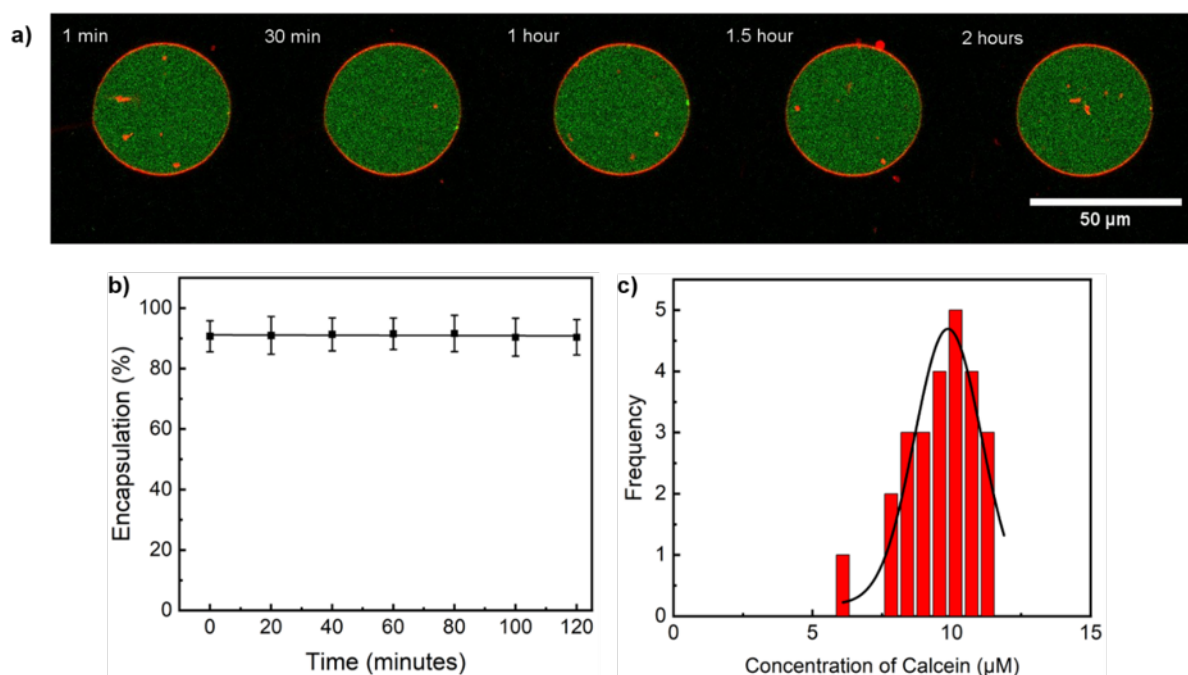 a)
1 min
30 min
1 hour
1.5 hour
2 hours
50 µm
b)
Encapsulation (%)
100
80
60
40
20
0
0 20 40 60 80 100 120
Time (minutes)
c)
Frequency
5
4
3
2
1
0
0 5 10 15
Concentration of Calcein (µM)